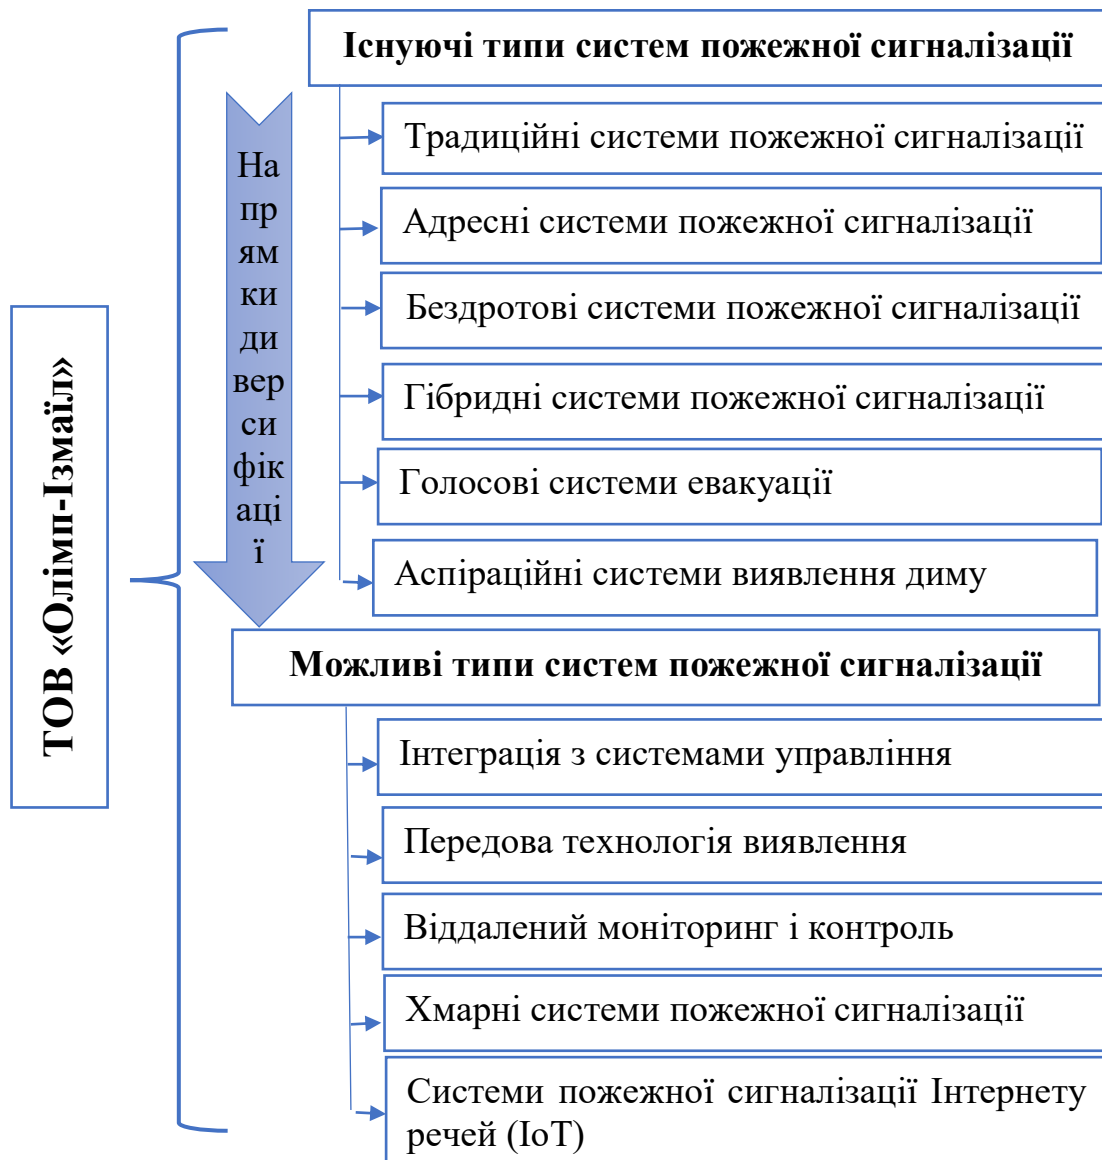 ТОВ «Олімп-Ізмаїл»
Існуючі типи систем пожежної сигналізації
На
пр
ям
ки
ди
вер
си
фік
аці
ї
Традиційні системи пожежної сигналізації
Адресні системи пожежної сигналізації
Бездротові системи пожежної сигналізації
Гібридні системи пожежної сигналізації
Голосові системи евакуації
Аспіраційні системи виявлення диму
Можливі типи систем пожежної сигналізації
Інтеграція з системами управління
Передова технологія виявлення
Віддалений моніторинг і контроль
Хмарні системи пожежної сигналізації
Системи пожежної сигналізації Інтернету
речей (IoT)